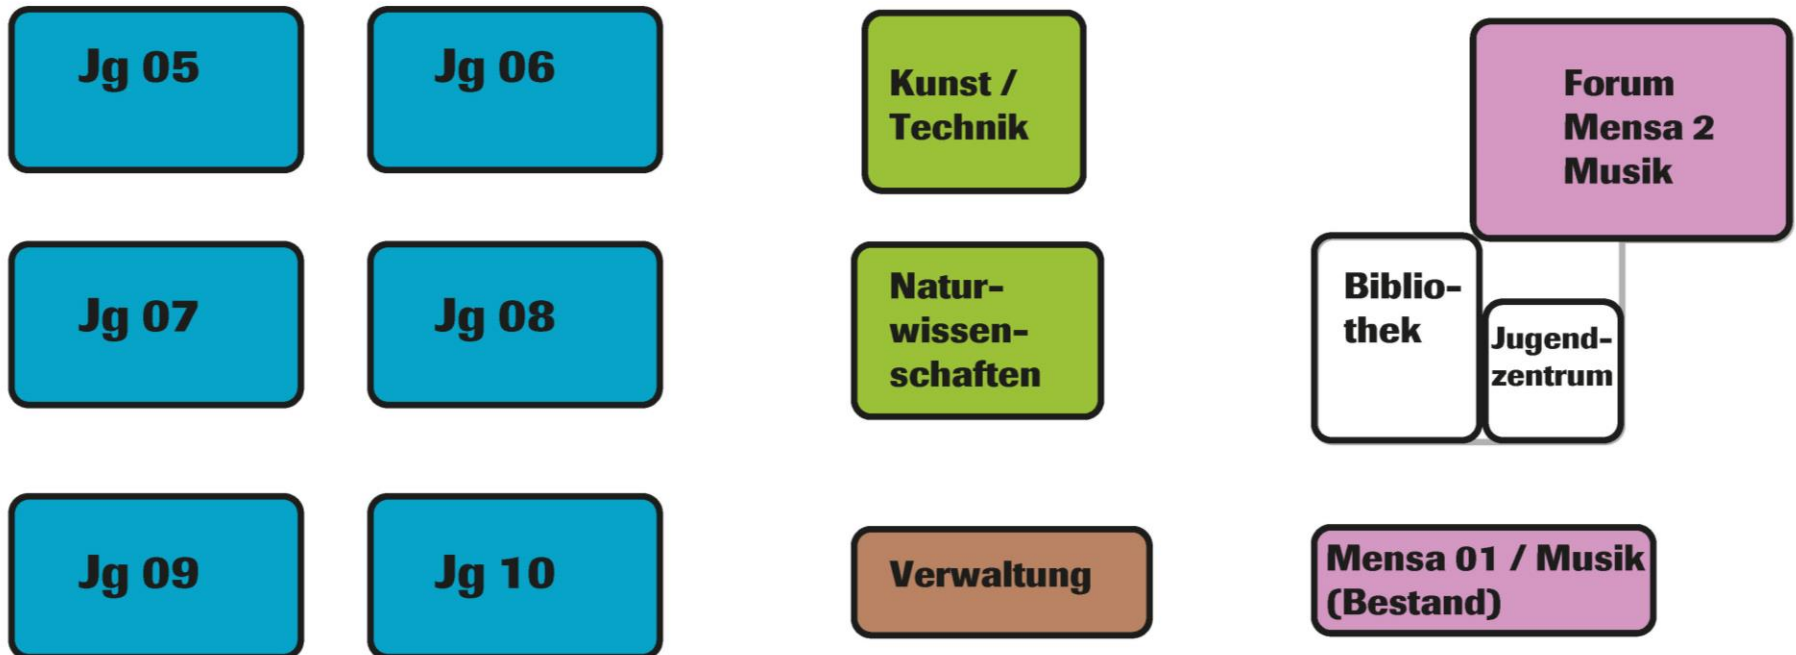 Jg 05
Jg 06
Kunst /
Technik
Forum
Mensa 2
Musik
Jg 07
Jg 08
Natur-
wissen-
schaften
Biblio-
thek
Jugend-
zentrum
Jg 09
Jg 10
Verwaltung
Mensa 01 / Musik
(Bestand)